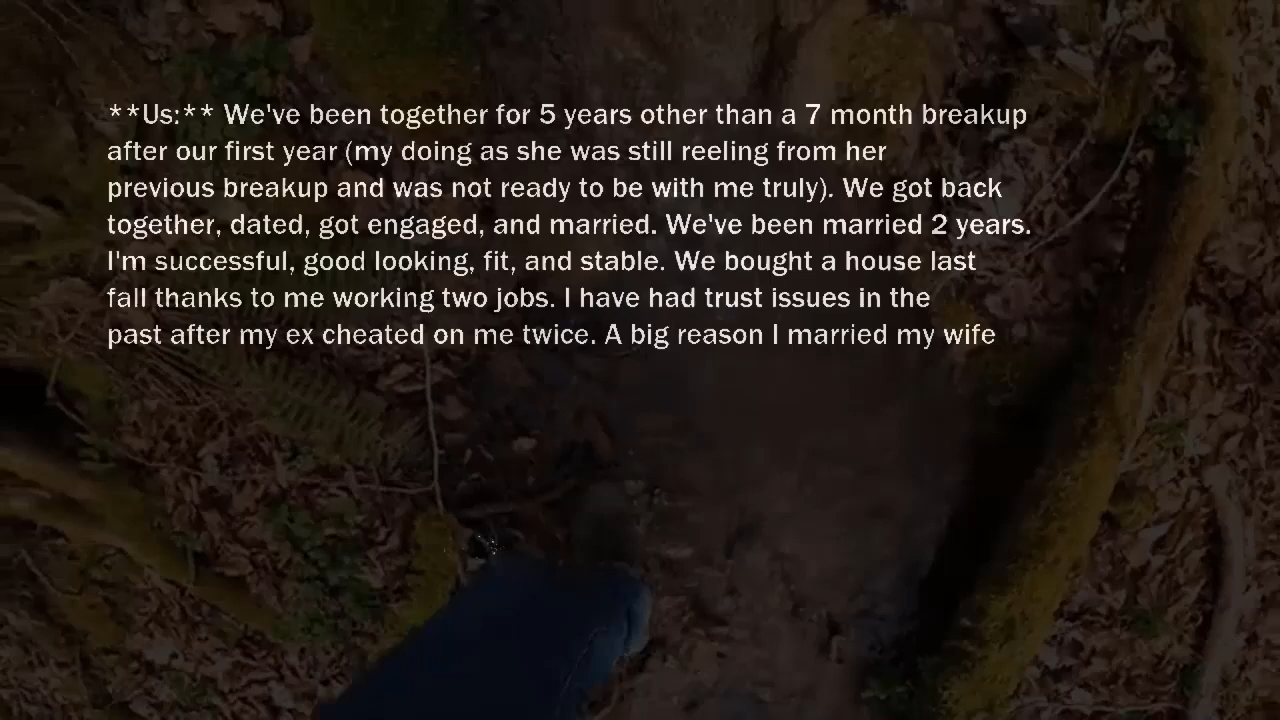 **Us:** We've been together for 5 years other than a 7 month breakup
after our first year (my doing as she was still reeling from her
previous breakup and was not ready to be with me truly). We got back
together, dated, got engaged, and married. We've been married 2 years.
I'm successful, good looking, fit, and stable. We bought a house last
fall thanks to me working two jobs. I have had trust issues in the
past after my ex cheated on me twice. A big reason I married my wife